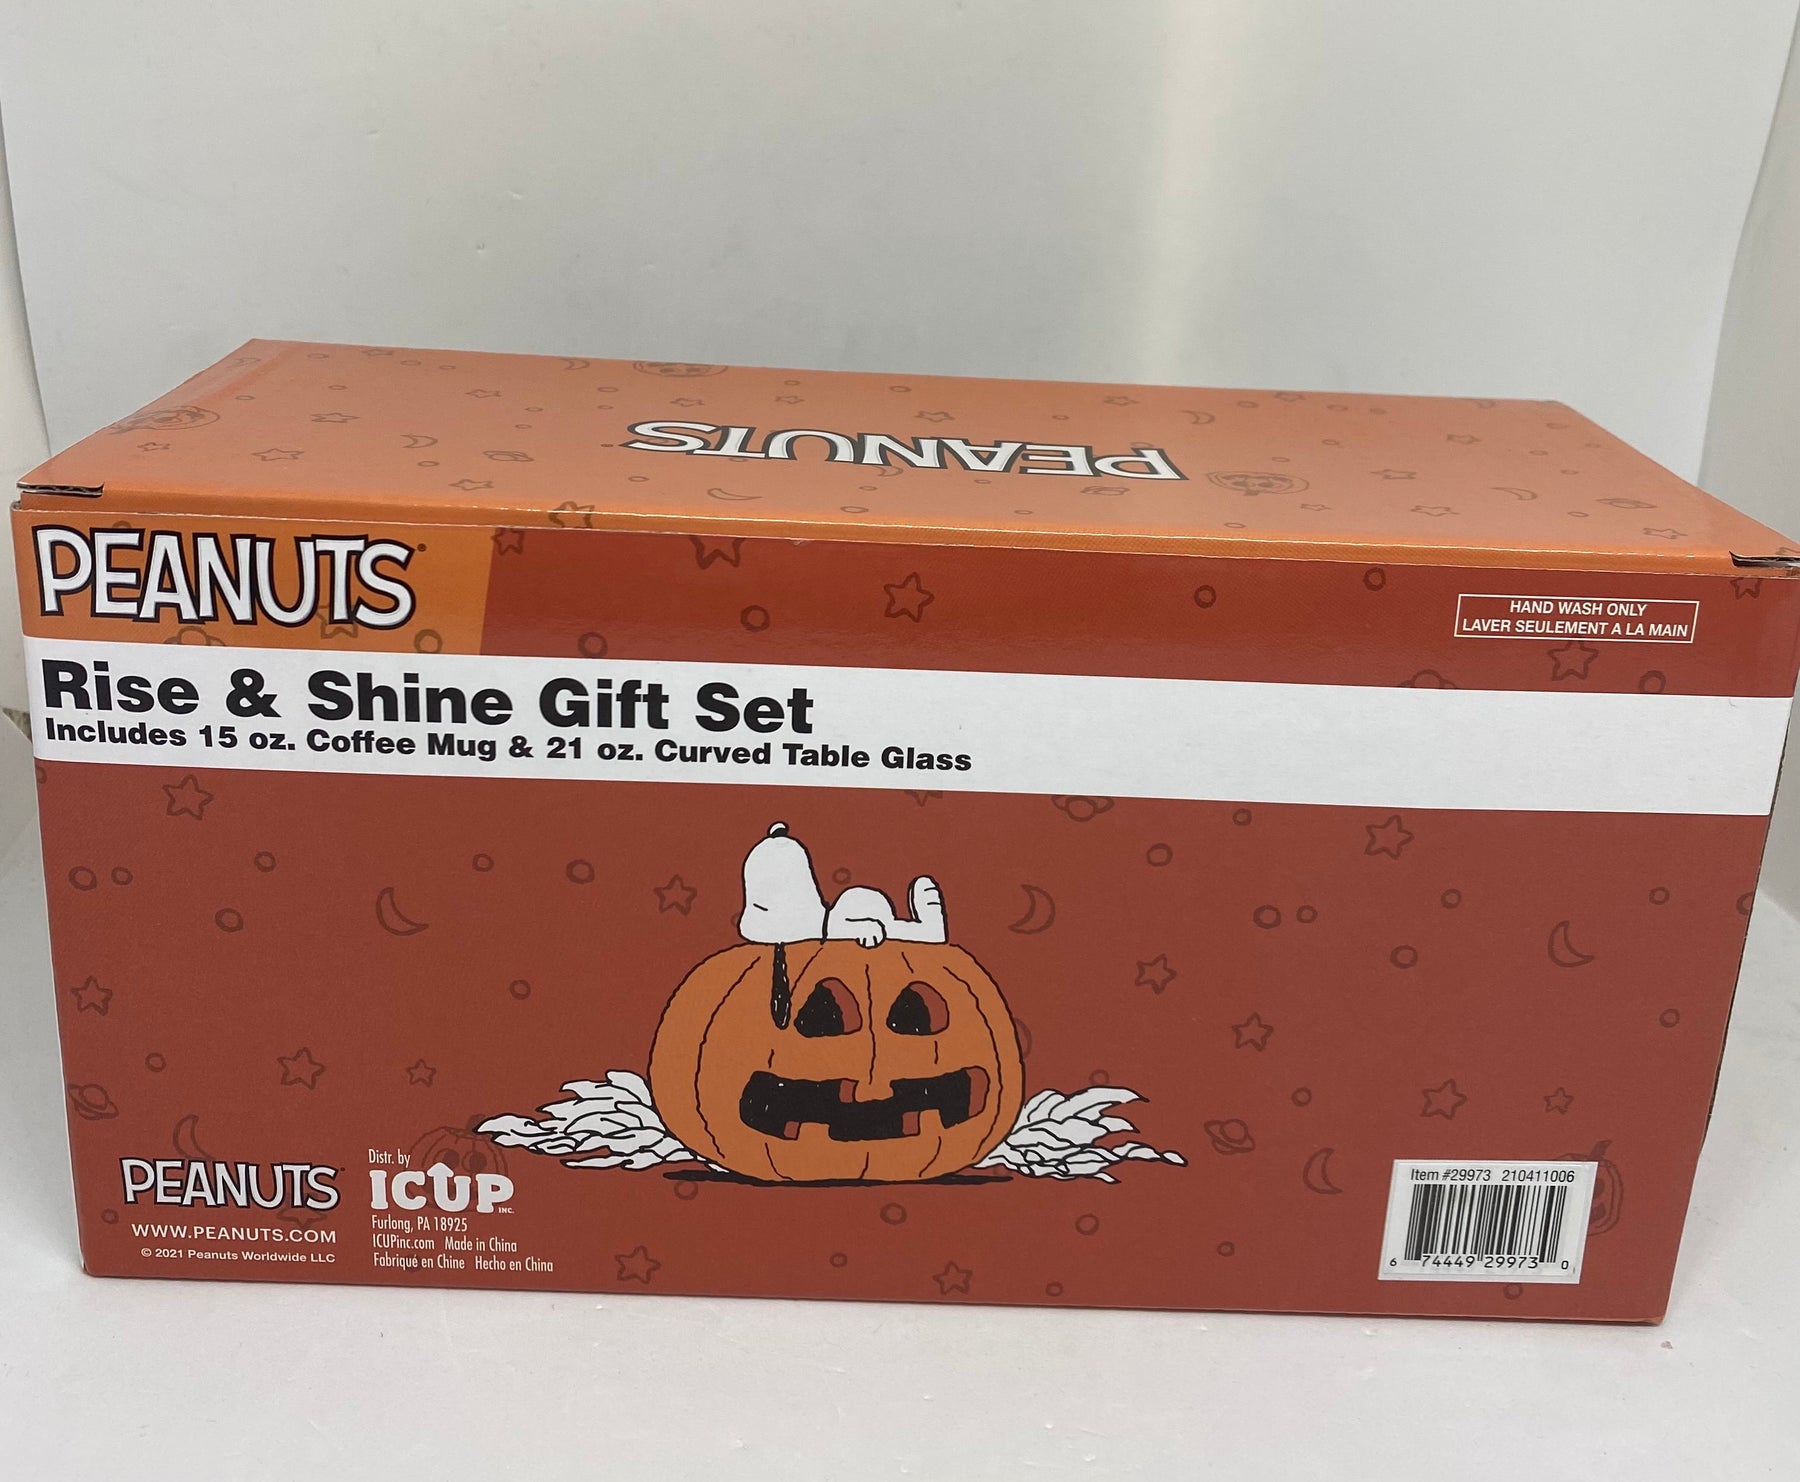 PEANUTS
PEANUTS
HAND WASH ONLY
LAVER SEULEMENT A LA MAIN
Rise & Shine Gift Set
Includes 15 oz. Coffee Mug & 21 oz. Curved Table Glass
PEANUTS
WWW.PEANUTS.COM
© 2021 Peanuts Worldwide LLC
Distr. by
ICUP INC.
Furlong, PA 18925
ICUPinc.com Made in China
Fabriqué en Chine Hecho en China
Item #29973 210411006
6 74449 29973 0